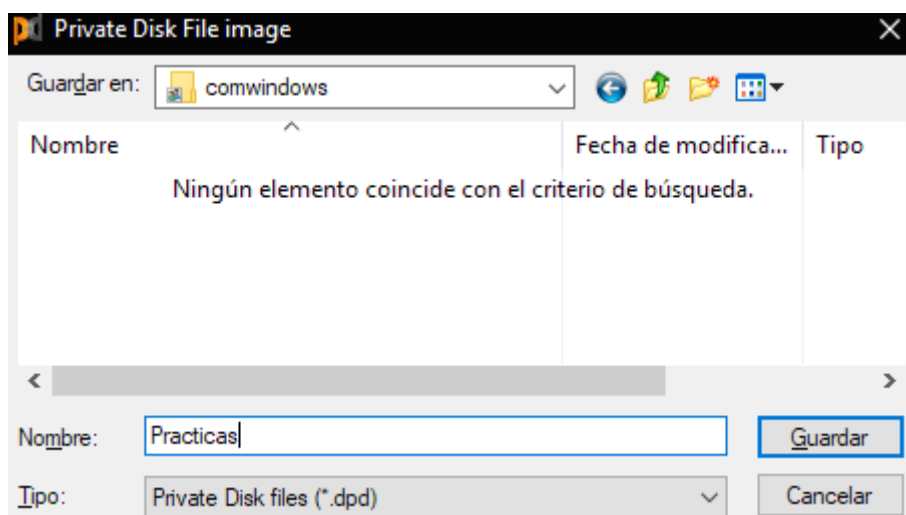 Private Disk File image
Guardar en: comwindows
Nombre Fecha de modifica... Tipo
Ningún elemento coincide con el criterio de búsqueda.
Nombre: Practicas Guardar
Tipo: Private Disk files (*.dpd) Cancelar